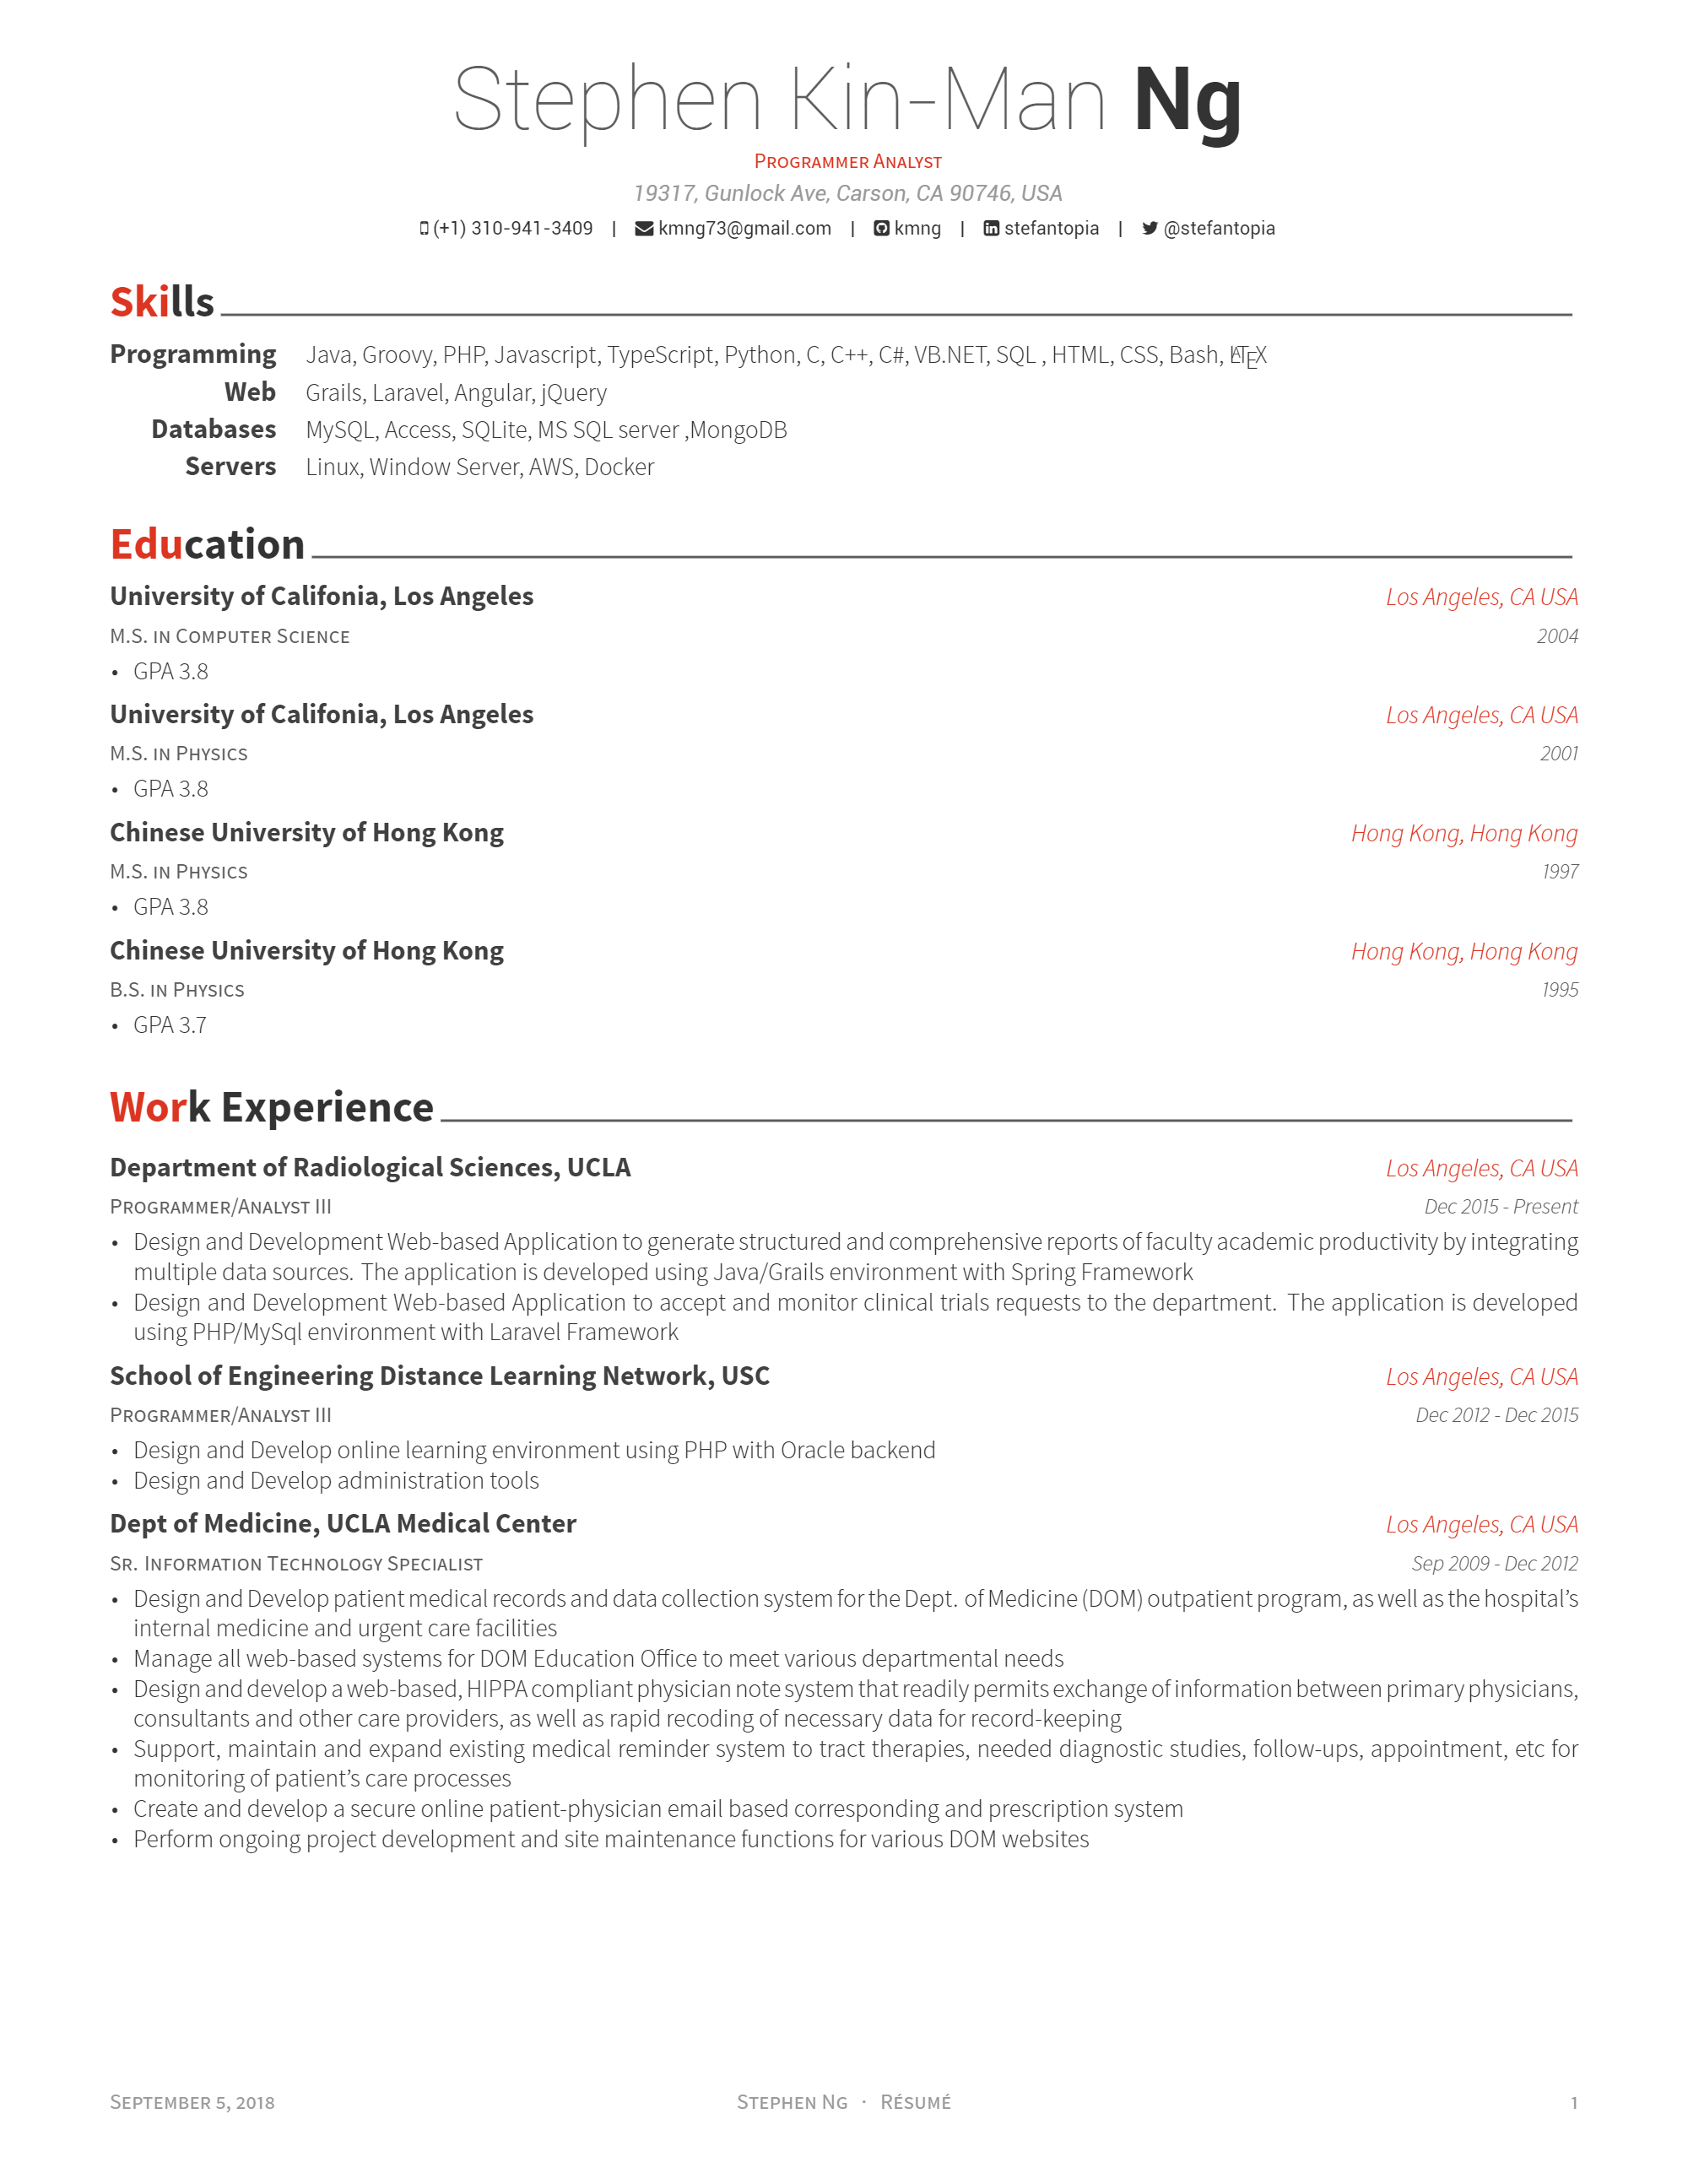 Stephen Kin-Man Ng
Programmer Analyst
19317, Gunlock Ave, Carson, CA 90746, USA
(+1) 310-941-3409 | kmng73@gmail.com | kmng | stefantopia | @stefantopia
Skills
Programming Java, Groovy, PHP, Javascript, TypeScript, Python, C, C++, C#, VB.NET, SQL , HTML, CSS, Bash, LATEX
Web Grails, Laravel, Angular, jQuery
Databases MySQL, Access, SQLite, MS SQL server ,MongoDB
Servers Linux, Window Server, AWS, Docker
Education
University of Califonia, Los Angeles Los Angeles, CA USA
M.S. in Computer Science 2004
• GPA 3.8
University of Califonia, Los Angeles Los Angeles, CA USA
M.S. in Physics 2001
• GPA 3.8
Chinese University of Hong Kong Hong Kong, Hong Kong
M.S. in Physics 1997
• GPA 3.8
Chinese University of Hong Kong Hong Kong, Hong Kong
B.S. in Physics 1995
• GPA 3.7
Work Experience
Department of Radiological Sciences, UCLA Los Angeles, CA USA
Programmer/Analyst III Dec 2015 - Present
• Design and Development Web-based Application to generate structured and comprehensive reports of faculty academic productivity by integrating
multiple data sources. The application is developed using Java/Grails environment with Spring Framework
• Design and Development Web-based Application to accept and monitor clinical trials requests to the department. The application is developed
using PHP/MySql environment with Laravel Framework
School of Engineering Distance Learning Network, USC Los Angeles, CA USA
Programmer/Analyst III Dec 2012 - Dec 2015
• Design and Develop online learning environment using PHP with Oracle backend
• Design and Develop administration tools
Dept of Medicine, UCLA Medical Center Los Angeles, CA USA
Sr. Information Technology Specialist Sep 2009 - Dec 2012
• Design and Develop patient medical records and data collection system for the Dept. of Medicine (DOM) outpatient program, as well as the hospital’s
internal medicine and urgent care facilities
• Manage all web-based systems for DOM Education Office to meet various departmental needs
• Design and develop a web-based, HIPPA compliant physician note system that readily permits exchange of information between primary physicians,
consultants and other care providers, as well as rapid recoding of necessary data for record-keeping
• Support, maintain and expand existing medical reminder system to tract therapies, needed diagnostic studies, follow-ups, appointment, etc for
monitoring of patient’s care processes
• Create and develop a secure online patient-physician email based corresponding and prescription system
• Perform ongoing project development and site maintenance functions for various DOM websites
September 5, 2018 Stephen Ng · Résumé 1